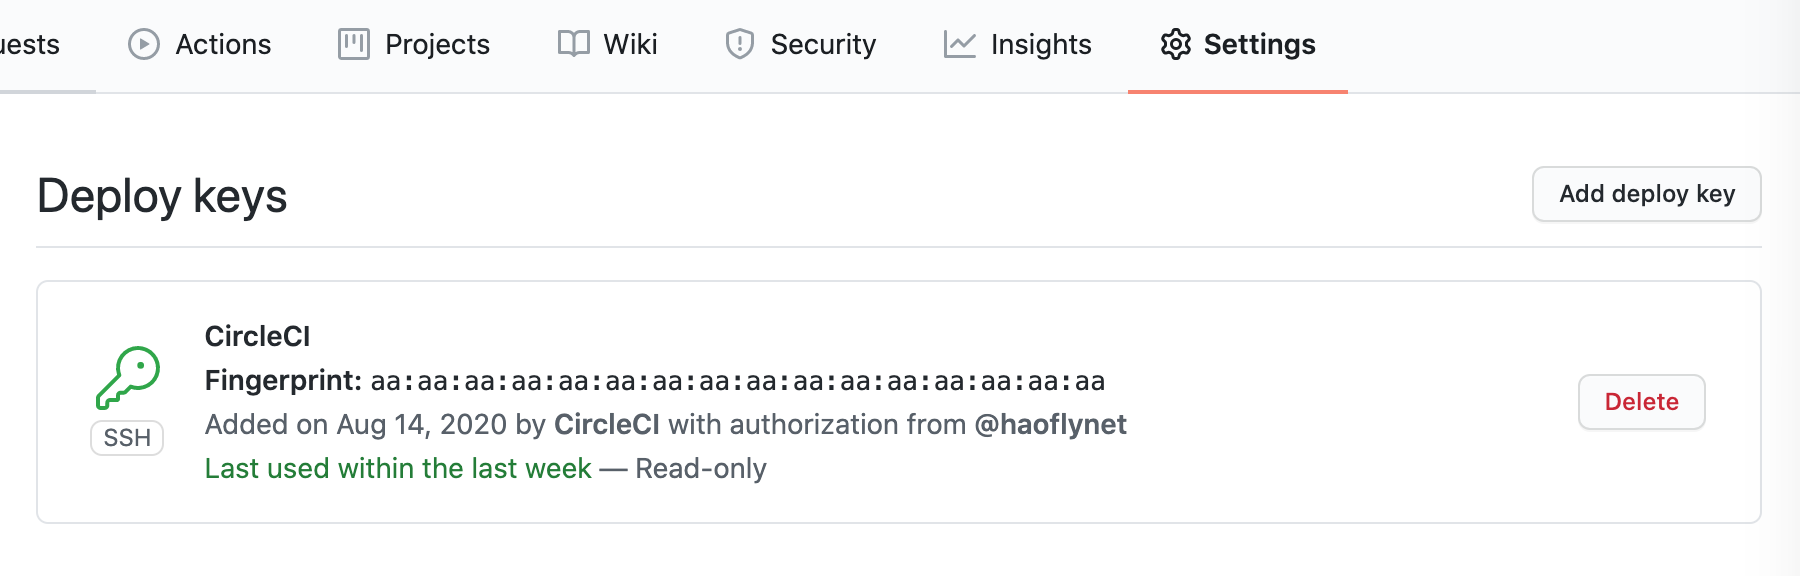 uests Actions Projects Wiki Security Insights Settings
Deploy keys
Add deploy key
CircleCI
Fingerprint: aa:aa:aa:aa:aa:aa:aa:aa:aa:aa:aa:aa:aa:aa:aa:aa
Added on Aug 14, 2020 by CircleCI with authorization from @haoflynet
Last used within the last week — Read-only
SSH
Delete